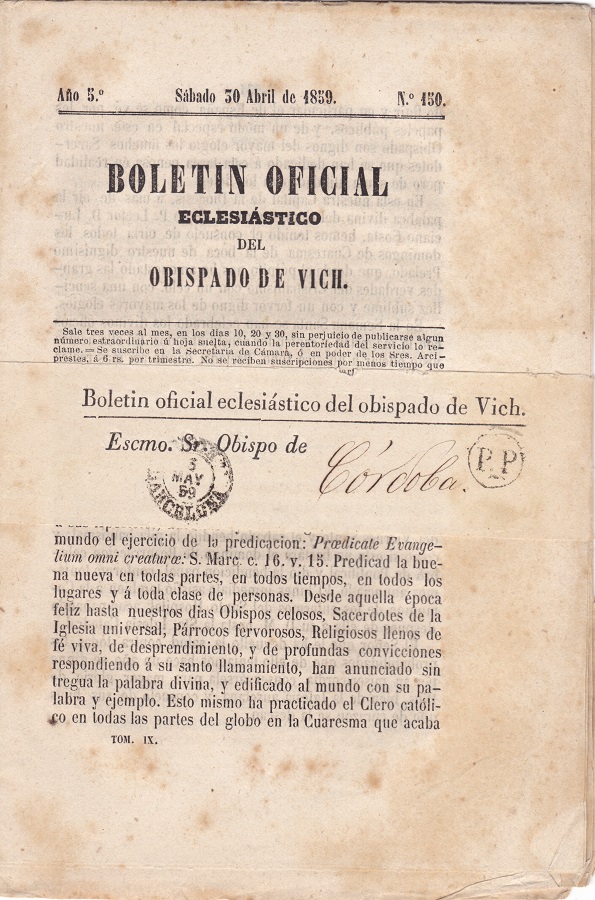 Año 5.º Sábado 30 Abril de 1859. N.º 150.
BOLETIN OFICIAL
ECLESIÁSTICO
DEL
OBISPADO DE VICH.
Sale tres veces al mes, en los dias 10, 20 y 30, sin perjuicio de publicarse algun
número estraordinario ú hoja suelta, cuando la perentoriedad del servicio lo re-
clame. = Se suscribe en la Secretaría de Cámara, ó en poder de los Sres. Arci-
prestes, á 6 rs. por trimestre. No se reciben suscripciones por menos tiempo que
Boletin oficial eclesiástico del obispado de Vich.
Escmo. Sr. Obispo de
Córdoba.
P.P
3
MAY
59
BARCELONA
mundo el ejercicio de la predicacion: Prædicate Evange-
lium omni creaturæ: S. Marc. c. 16. v. 15. Predicad la bue-
na nueva en todas partes, en todos tiempos, en todos los
lugares y á toda clase de personas. Desde aquella época
feliz hasta nuestros dias Obispos celosos, Sacerdotes de la
Iglesia universal, Párrocos fervorosos, Religiosos llenos de
fé viva, de desprendimiento, y de profundas convicciones
respondiendo á su santo llamamiento, han anunciado sin
tregua la palabra divina, y edificado al mundo con su pa-
labra y ejemplo. Esto mismo ha practicado el Clero católi-
co en todas las partes del globo en la Cuaresma que acaba
TOM. IX.